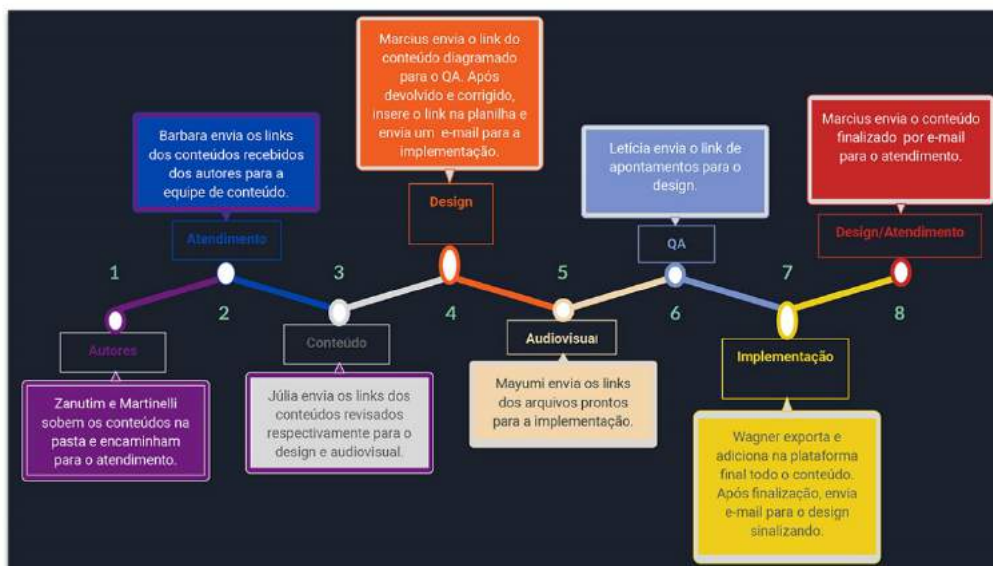 Marcius envia o link do
conteúdo diagramado
para o QA. Após
devolvido e corrigido,
insere o link na planilha e
envia um e-mail para a
implementação.
Barbara envia os links
dos conteúdos recebidos
dos autores para a
equipe de conteúdo.
Letícia envia o link de
apontamentos para o
design.
Marcius envia o conteúdo
finalizado por e-mail
para o atendimento.
Atendimento
Design
QA
Design/Atendimento
1
2
3
4
5
6
7
8
Autores
Conteúdo
Audiovisual
Implementação
Zanutim e Martinelli
sobem os conteúdos na
pasta e encaminham
para o atendimento.
Júlia envia os links dos
conteúdos revisados
respectivamente para o
design e audiovisual.
Mayumi envia os links
dos arquivos prontos
para a implementação.
Wagner exporta e
adiciona na plataforma
final todo o conteúdo.
Após finalização, envia
e-mail para o design
sinalizando.